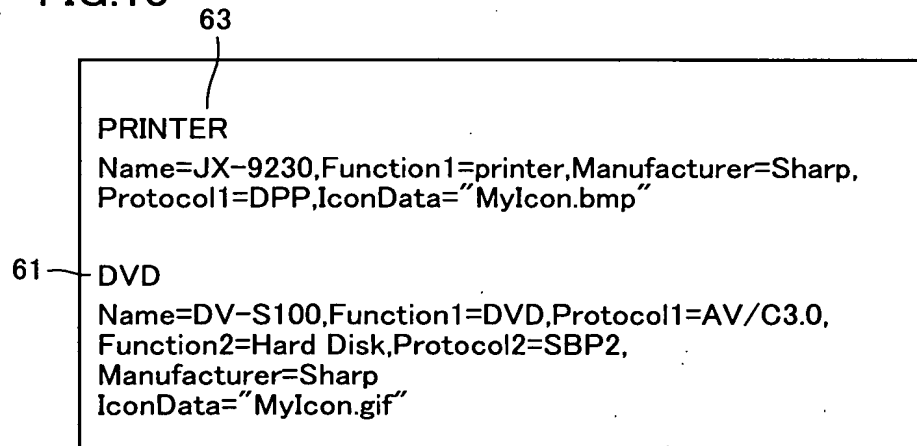 63
PRINTER
Name=JX-9230,Function1=printer,Manufacturer=Sharp,
Protocol1=DPP,IconData="MyIcon.bmp"
61
DVD
Name=DV-S100,Function1=DVD,Protocol1=AV/C3.0,
Function2=Hard Disk,Protocol2=SBP2,
Manufacturer=Sharp
IconData="MyIcon.gif"